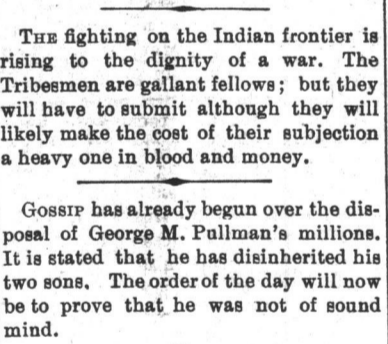 THE fighting on the Indian frontier is
rising to the dignity of a war. The
Tribesmen are gallant fellows; but they
will have to submit although they will
likely make the cost of their subjection
a heavy one in blood and money.
GOSSIP has already begun over the dis-
posal of George M. Pullman's millions.
It is stated that he has disinherited his
two sons. The order of the day will now
be to prove that he was not of sound
mind.